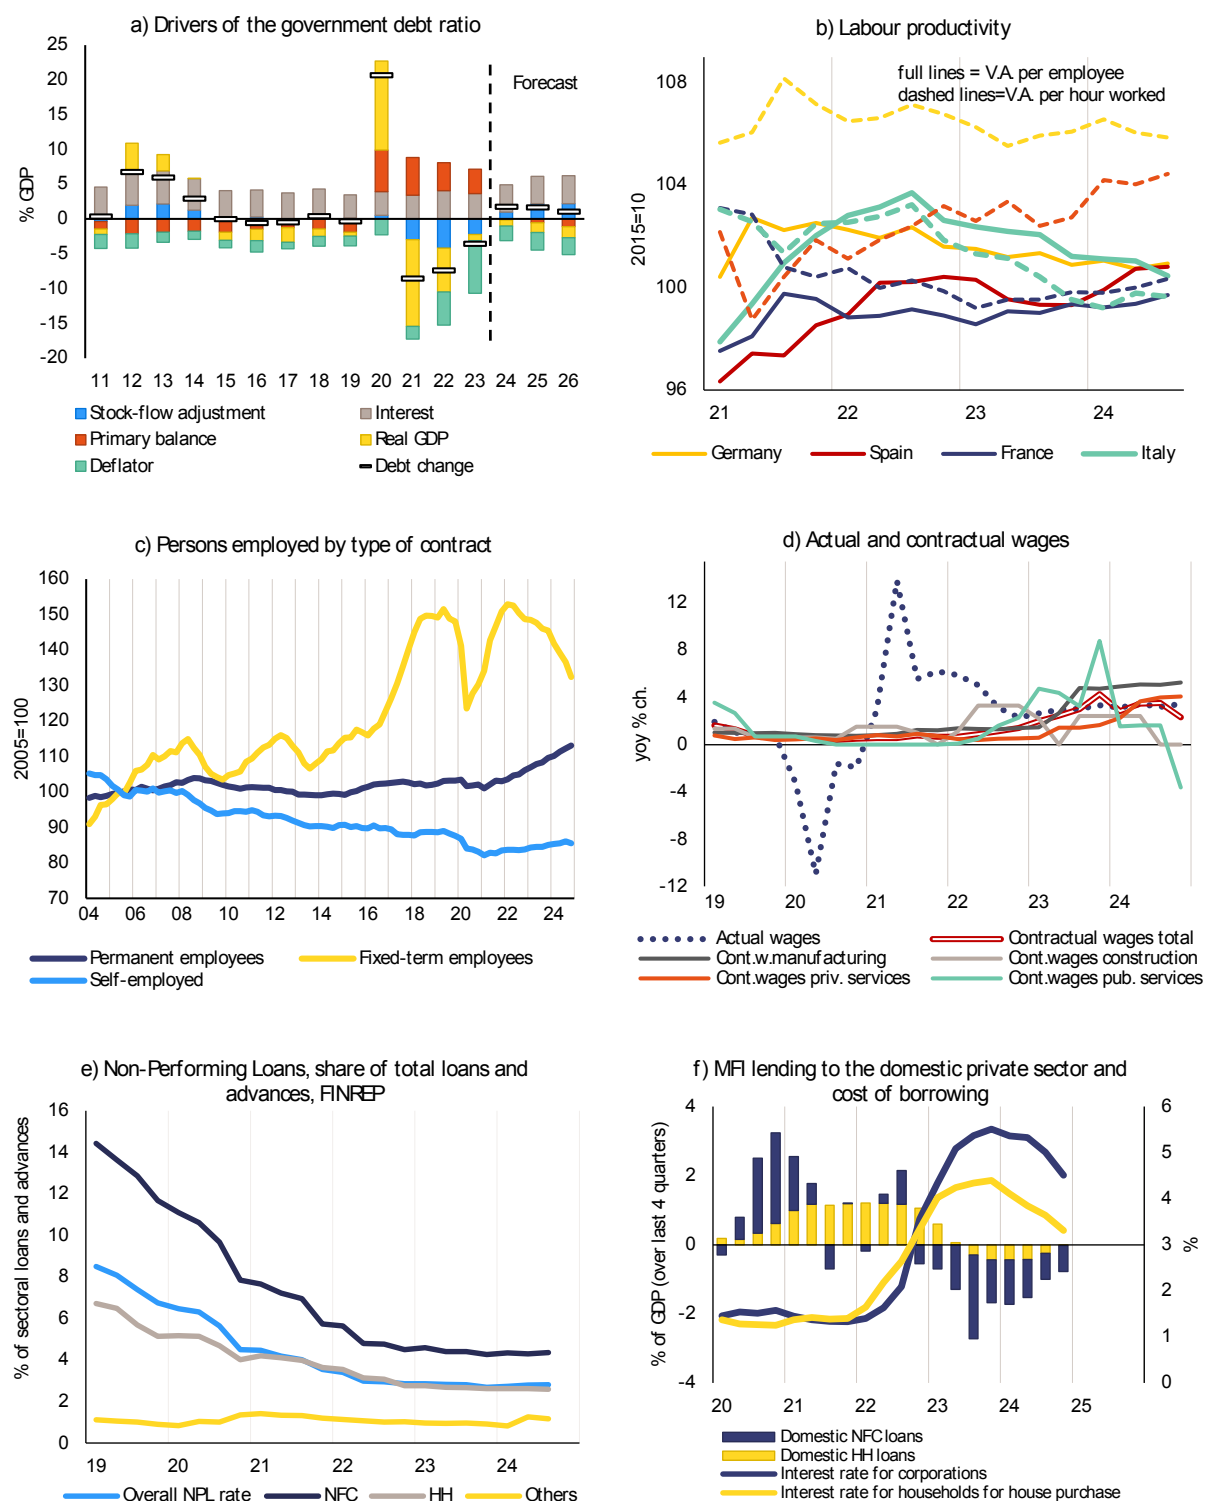 a) Drivers of the government debt ratio
% GDP
25
20
15
10
5
0
-5
-10
-15
-20
Forecast
11 12 13 14 15 16 17 18 19 20 21 22 23 24 25 26
Stock-flow adjustment
Interest
Primary balance
Real GDP
Deflator
Debt change
b) Labour productivity
full lines = V.A. per employee
dashed lines=V.A. per hour worked
2015=10
108
104
100
96
21 22 23 24
Germany Spain France Italy
c) Persons employed by type of contract
2005=100
160
150
140
130
120
110
100
90
80
70
04 06 08 10 12 14 16 18 20 22 24
Permanent employees
Fixed-term employees
Self-employed
d) Actual and contractual wages
yoy % ch.
12
8
4
0
-4
-8
-12
19 20 21 22 23 24
Actual wages
Contractual wages total
Cont.w.manufacturing
Cont.wages construction
Cont.wages priv. services
Cont.wages pub. services
e) Non-Performing Loans, share of total loans and
advances, FINREP
% of sectoral loans and advances
16
14
12
10
8
6
4
2
0
19 20 21 22 23 24
Overall NPL rate NFC HH Others
f) MFI lending to the domestic private sector and
cost of borrowing
% of GDP (over last 4 quarters)
4
2
0
-2
-4
6
5
4
3
2
1
0
%
20 21 22 23 24 25
Domestic NFC loans
Domestic HH loans
Interest rate for corporations
Interest rate for households for house purchase